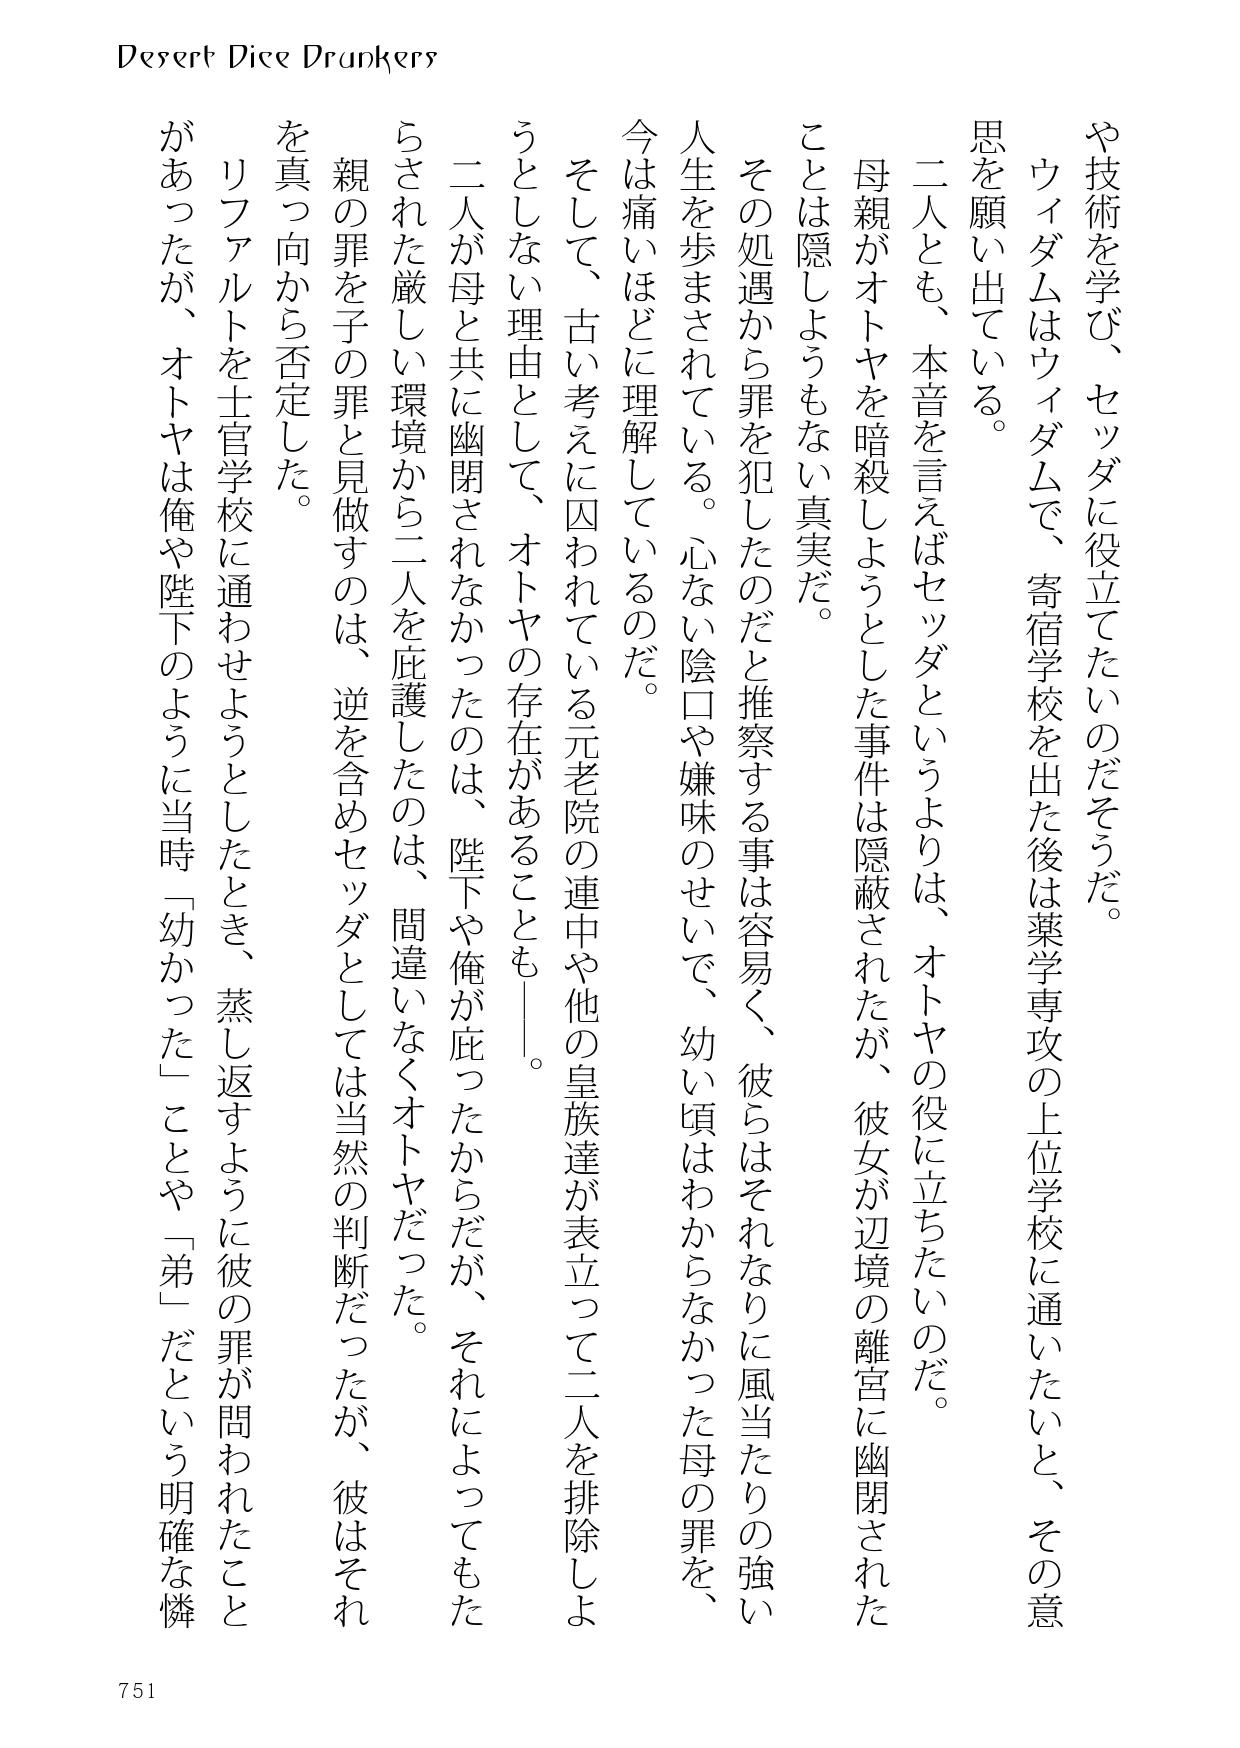 Desert Dice Drunkers
や技術を学び、セッダに役立てたいのだそうだ。
ウィダムはウィダムで、寄宿学校を出た後は薬学専攻の上位学校に通いたいと、その意
思を願い出ている。
二人とも、本音を言えばセッダというよりは、オトヤの役に立ちたいのだ。
母親がオトヤを暗殺しようとした事件は隠蔽されたが、彼女が辺境の離宮に幽閉された
ことは隠しようもない真実だ。
その処遇から罪を犯したのだと推察する事は容易く、彼らはそれなりに風当たりの強い
人生を歩まされている。心ない陰口や嫌味のせいで、幼い頃はわからなかった母の罪を、
今は痛いほどに理解しているのだ。
そして、古い考えに囚われている元老院の連中や他の皇族達が表立って二人を排除しよ
うとしない理由として、オトヤの存在があることも――。
二人が母と共に幽閉されなかったのは、陛下や俺が庇ったからだが、それによってもた
らされた厳しい環境から二人を庇護したのは、間違いなくオトヤだった。
親の罪を子の罪と見做すのは、逆を含めセッダとしては当然の判断だったが、彼はそれ
を真っ向から否定した。
リファルトを士官学校に通わせようとしたとき、蒸し返すように彼の罪が問われたこと
があったが、オトヤは俺や陛下のように当時「幼かった」ことや「弟」だという明確な憐
751